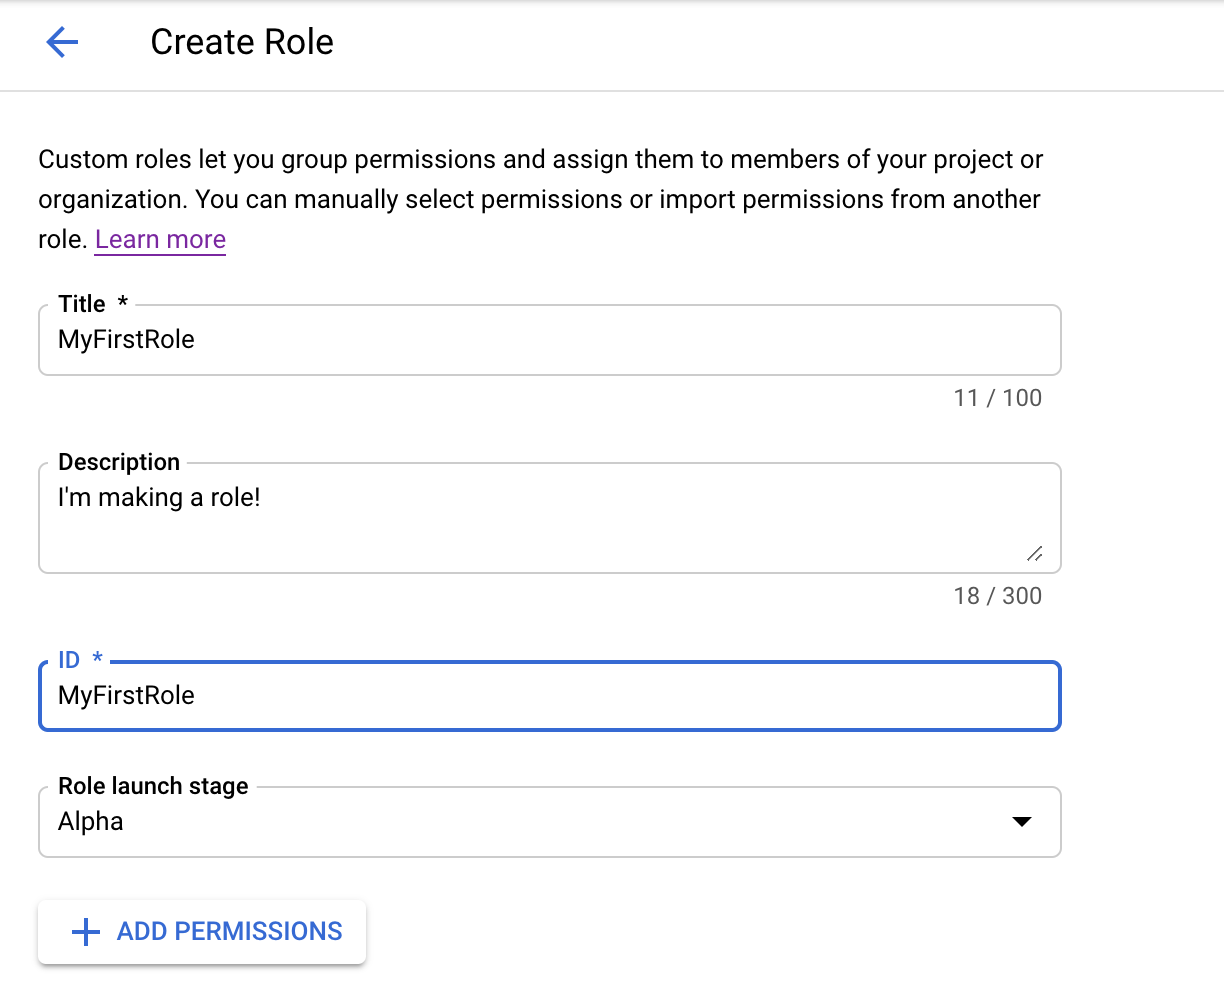 Create Role
Custom roles let you group permissions and assign them to members of your project or
organization. You can manually select permissions or import permissions from another
role. Learn more
Title *
MyFirstRole
11 / 100
Description
I'm making a role!
18 / 300
ID *
MyFirstRole
Role launch stage
Alpha
ADD PERMISSIONS